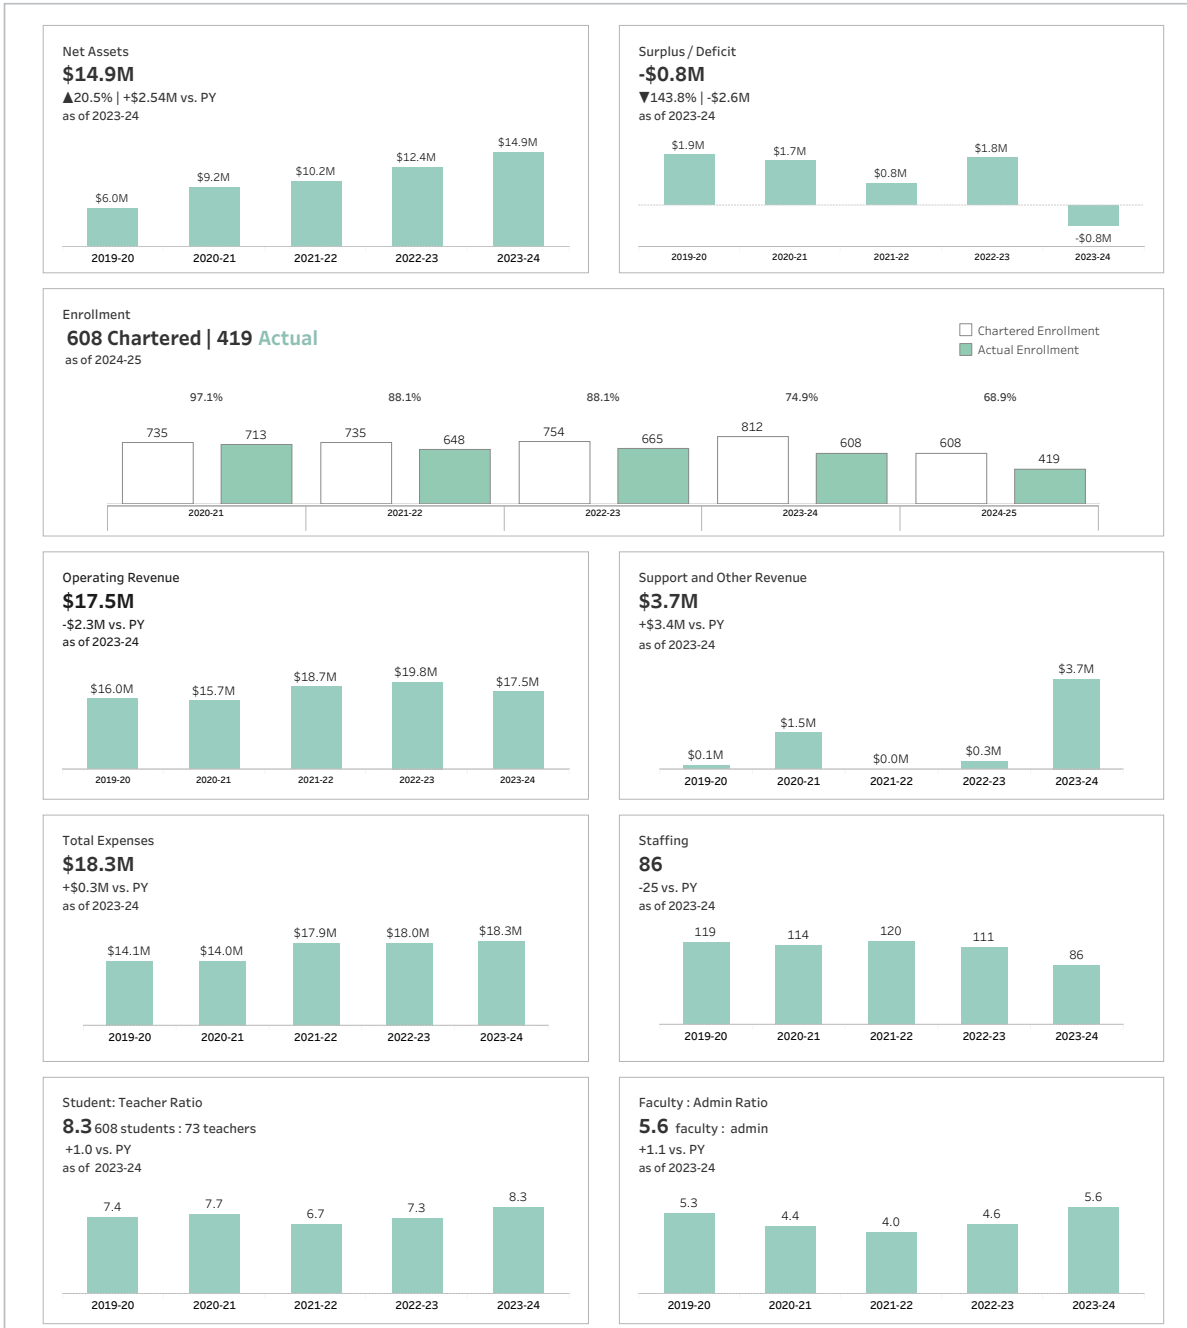 Net Assets
$14.9M
▲20.5% | +$2.54M vs. PY
as of 2023-24
$6.0M
$9.2M
$10.2M
$12.4M
$14.9M
2019-20
2020-21
2021-22
2022-23
2023-24
Surplus / Deficit
-$0.8M
▼143.8% | -$2.6M
as of 2023-24
$1.9M
$1.7M
$0.8M
$1.8M
-$0.8M
2019-20
2020-21
2021-22
2022-23
2023-24
Enrollment
608 Chartered | 419 Actual
as of 2024-25
Chartered Enrollment
Actual Enrollment
97.1%
88.1%
88.1%
74.9%
68.9%
735
713
735
648
754
665
812
608
608
419
2020-21
2021-22
2022-23
2023-24
2024-25
Operating Revenue
$17.5M
-$2.3M vs. PY
as of 2023-24
$16.0M
$15.7M
$18.7M
$19.8M
$17.5M
2019-20
2020-21
2021-22
2022-23
2023-24
Support and Other Revenue
$3.7M
+$3.4M vs. PY
as of 2023-24
$0.1M
$1.5M
$0.0M
$0.3M
$3.7M
2019-20
2020-21
2021-22
2022-23
2023-24
Total Expenses
$18.3M
+$0.3M vs. PY
as of 2023-24
$14.1M
$14.0M
$17.9M
$18.0M
$18.3M
2019-20
2020-21
2021-22
2022-23
2023-24
Staffing
86
-25 vs. PY
as of 2023-24
119
114
120
111
86
2019-20
2020-21
2021-22
2022-23
2023-24
Student: Teacher Ratio
8.3 608 students : 73 teachers
+1.0 vs. PY
as of 2023-24
7.4
7.7
6.7
7.3
8.3
2019-20
2020-21
2021-22
2022-23
2023-24
Faculty : Admin Ratio
5.6 faculty : admin
+1.1 vs. PY
as of 2023-24
5.3
4.4
4.0
4.6
5.6
2019-20
2020-21
2021-22
2022-23
2023-24